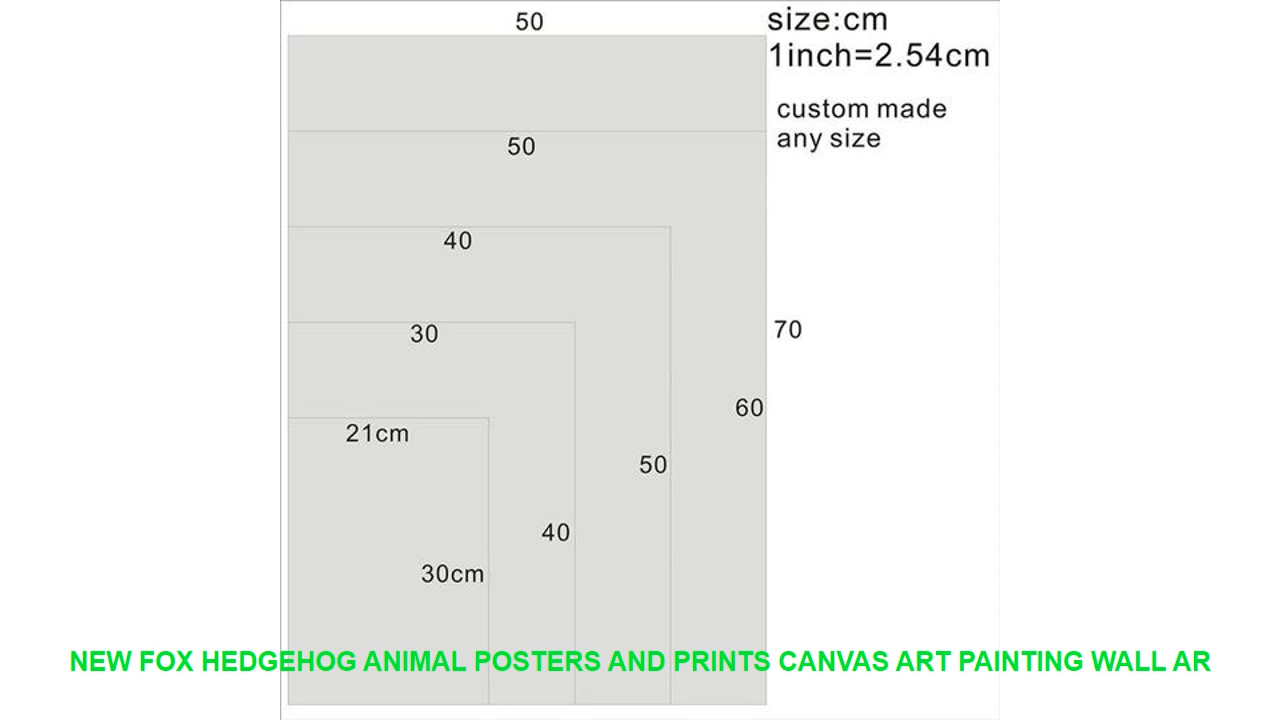 50
size:cm
1inch=2.54cm
custom made
any size
50
40
70
30
60
21cm
50
40
30cm
NEW FOX HEDGEHOG ANIMAL POSTERS AND PRINTS CANVAS ART PAINTING WALL AR